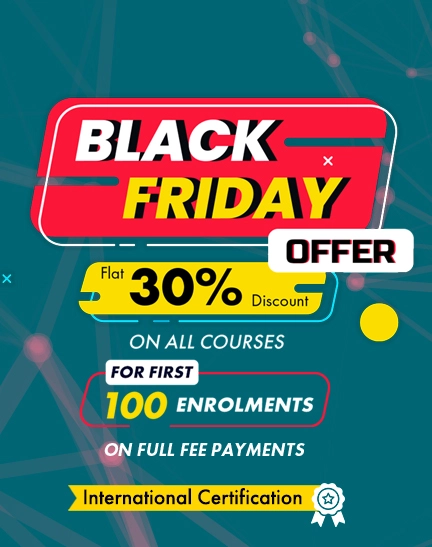 BLACK
FRIDAY
OFFER
Flat 30% Discount
ON ALL COURSES
FOR FIRST
100 ENROLMENTS
ON FULL FEE PAYMENTS
International Certification